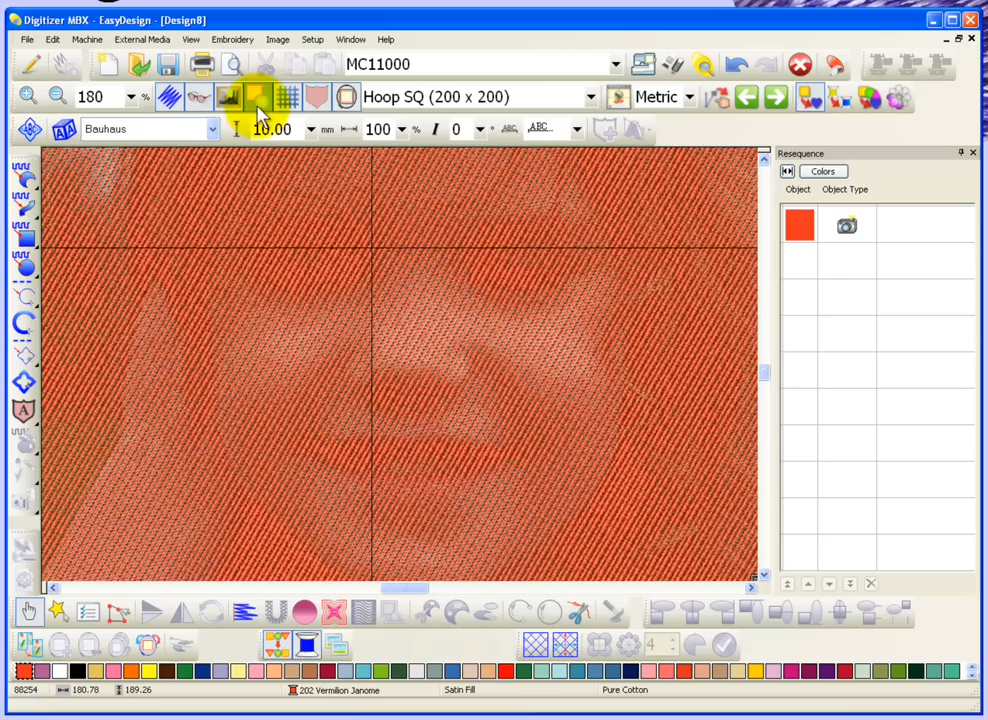 Digitizer MBX - EasyDesign - [Design8]
File Edit Machine External Media View Embroidery Image Setup Window Help
MC11000
180 % Hoop SQ (200 x 200) Metric
A Bauhaus 10.00 mm 100 % I 0 ° ABC ABC...
Resequence
Colors
Object Object Type
A
4
88254 180.78 189.26 202 Vermilion Janome Satin Fill Pure Cotton